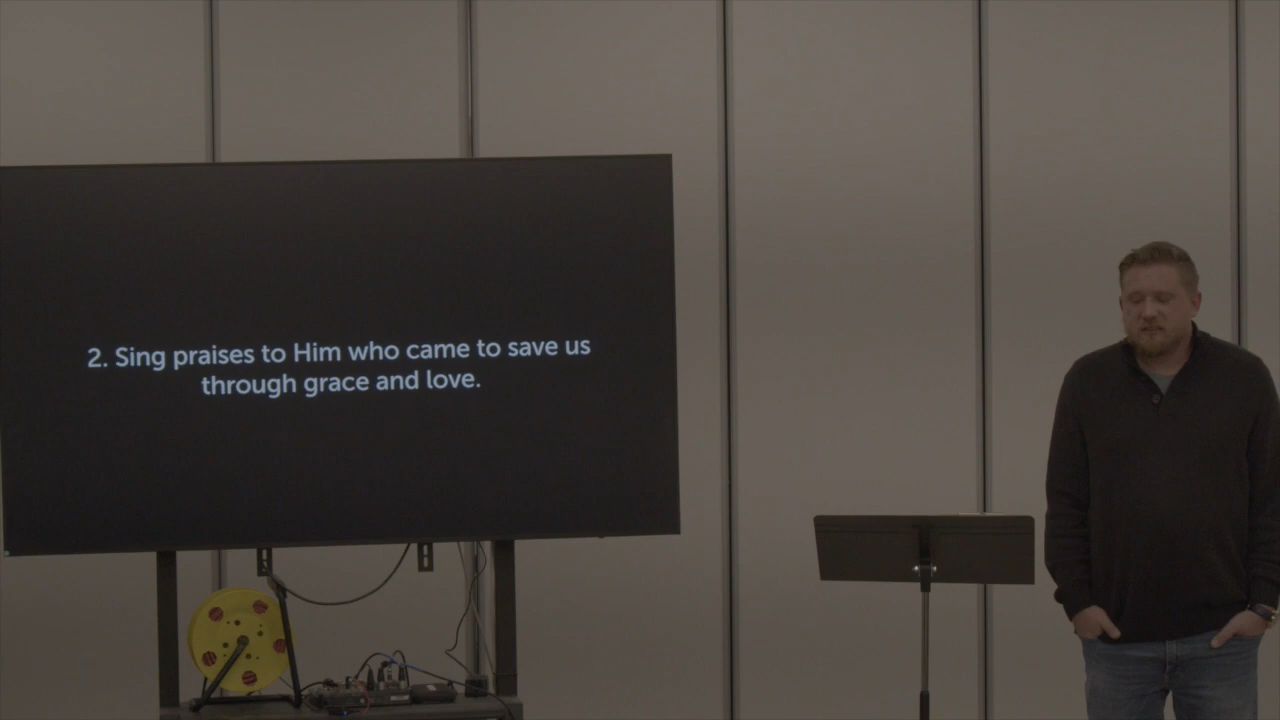 2. Sing praises to Him who came to save us
through grace and love.